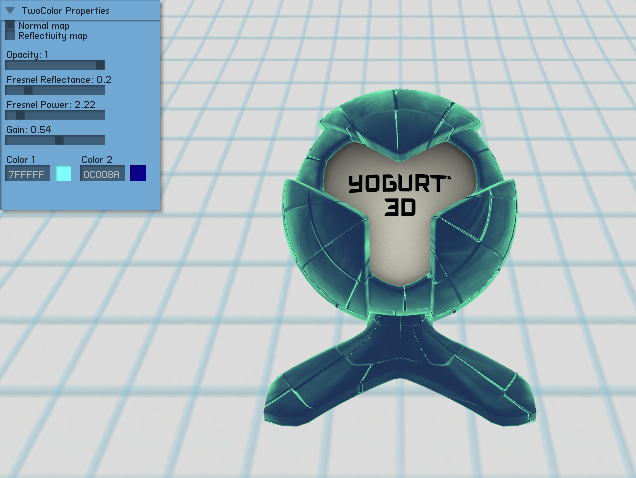 TwoColor Properties
Normal map
Reflectivity map
Opacity: 1
Fresnel Reflectance: 0.2
Fresnel Power: 2.22
Gain: 0.54
Color 1 Color 2
7FFFFF 0C008A
YOGURT
3D